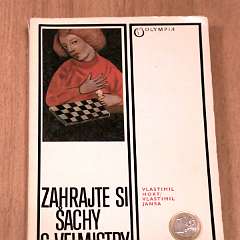 OLYMPIA
ZAHRAJTE SI
ŠACHY
S VELMISTRY
VLASTIMIL
HORT/
VLASTIMIL
JANSA